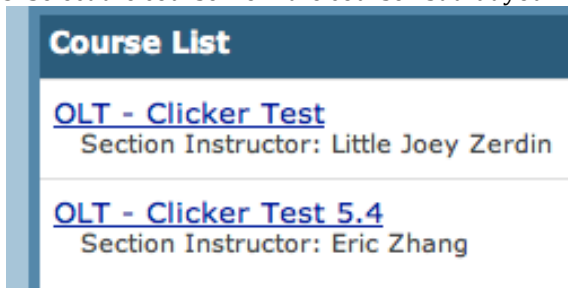 Course List
OLT - Clicker Test
Section Instructor: Little Joey Zerdin
OLT - Clicker Test 5.4
Section Instructor: Eric Zhang